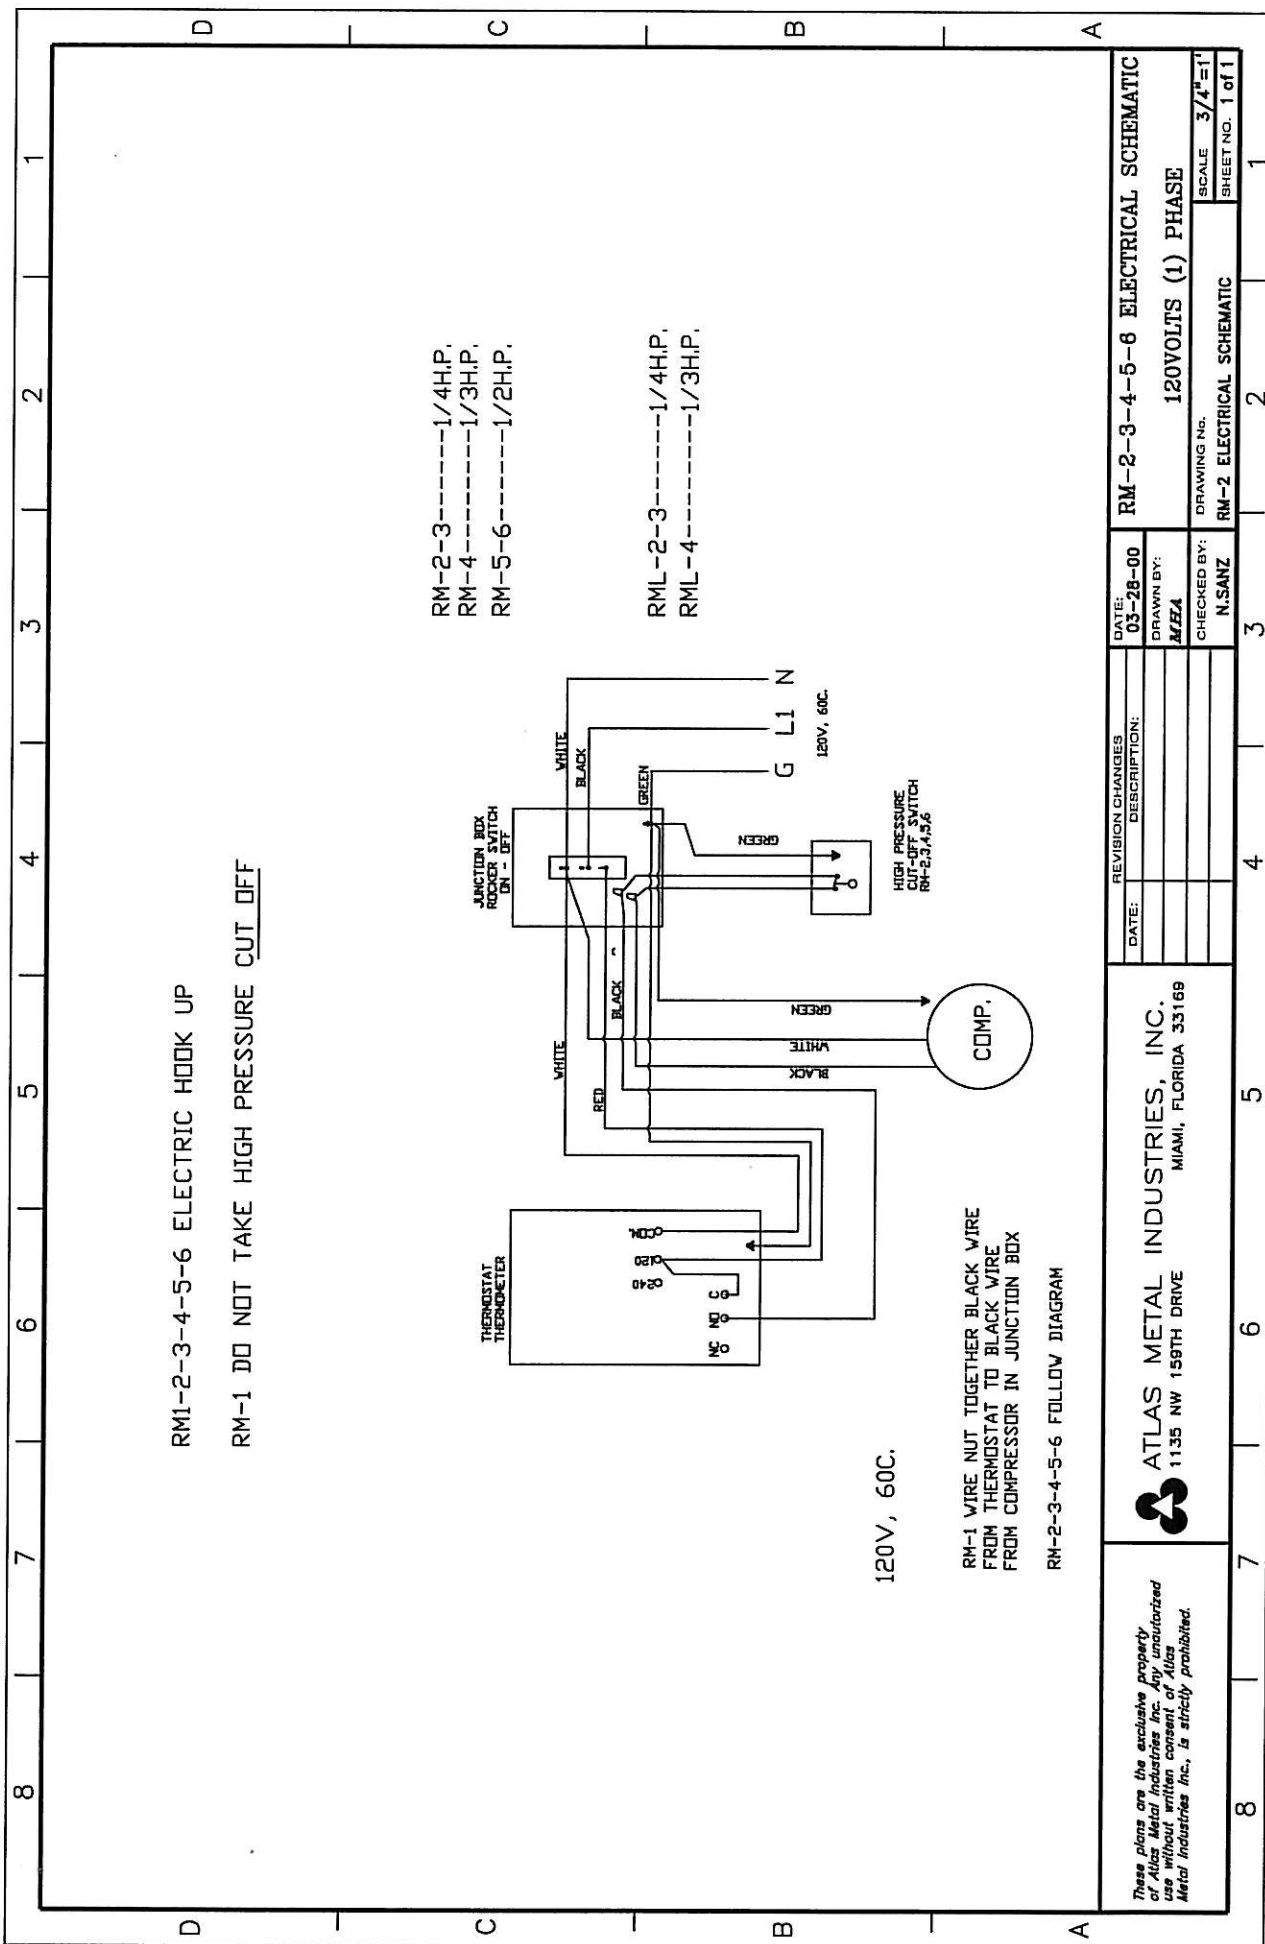 8 7 6 5 4 3 2 1
D
C
B
A
D
C
B
A
RM1-2-3-4-5-6 ELECTRIC HOOK UP
RM-1 DO NOT TAKE HIGH PRESSURE CUT OFF
RM-2-3-------1/4H.P.
RM-4---------1/3H.P.
RM-5-6-------1/2H.P.
RML-2-3-------1/4H.P.
RML-4---------1/3H.P.
THERMOSTAT
THERMOMETER
COM.
120
240
C
NO
NC
JUNCTION BOX
ROCKER SWITCH
ON - OFF
WHITE
RED
BLACK
WHITE
BLACK
GREEN
GREEN
BLACK
WHITE
GREEN
COMP.
G L1 N
120V, 60C.
HIGH PRESSURE
CUT-OFF SWITCH
RM-2,3,4,5,6
120V, 60C.
RM-1 WIRE NUT TOGETHER BLACK WIRE
FROM THERMOSTAT TO BLACK WIRE
FROM COMPRESSOR IN JUNCTION BOX
RM-2-3-4-5-6 FOLLOW DIAGRAM
These plans are the exclusive property
of Atlas Metal Industries Inc. Any unautorized
use without written consent of Atlas
Metal Industries Inc., is strictly prohibited.
ATLAS METAL INDUSTRIES, INC.
1135 NW 159TH DRIVE MIAMI, FLORIDA 33169
REVISION CHANGES
DATE: DESCRIPTION:
DATE:
03-28-00
DRAWN BY:
MHA
CHECKED BY:
N.SANZ
RM-2-3-4-5-6 ELECTRICAL SCHEMATIC
120VOLTS (1) PHASE
DRAWING No.
RM-2 ELECTRICAL SCHEMATIC
SCALE 3/4"=1'
SHEET NO. 1 of 1
8 7 6 5 4 3 2 1